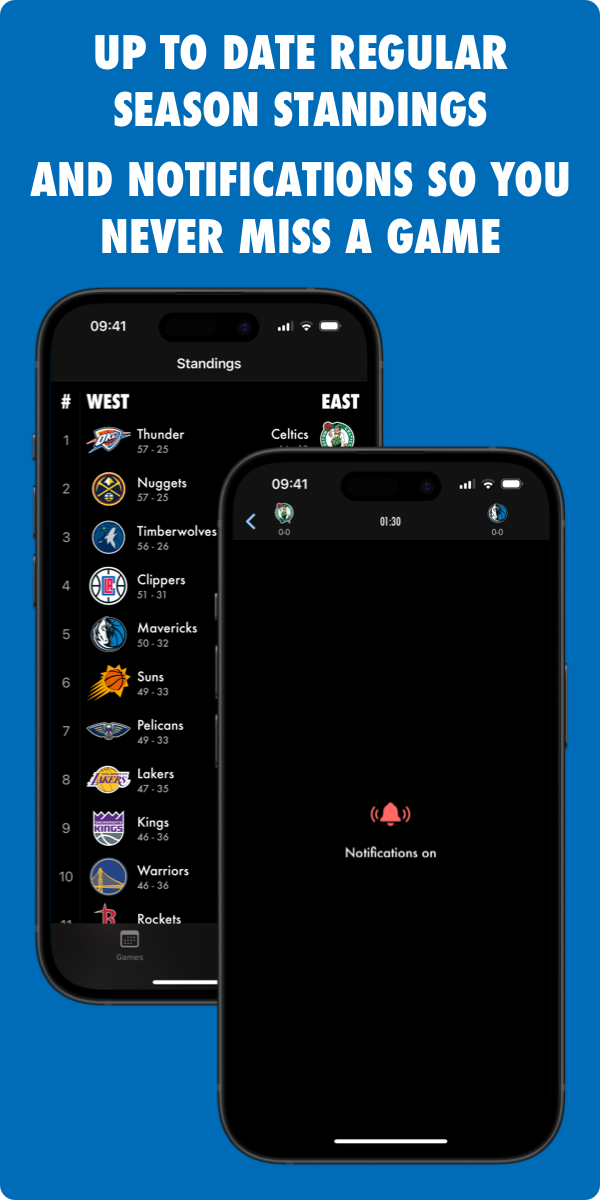 UP TO DATE REGULAR
SEASON STANDINGS
AND NOTIFICATIONS SO YOU
NEVER MISS A GAME
09:41
Standings
# WEST EAST
1 OKC Thunder Celtics
57 - 25
2 Nuggets
57 - 25
3 Timberwolves
56 - 26
4 Clippers
51 - 31
5 Mavericks
50 - 32
6 Suns
49 - 33
7 Pelicans
49 - 33
8 LAKERS Lakers
47 - 35
9 KINGS Kings
46 - 36
10 Warriors
46 - 36
11 R Rockets
Games
09:41
01:30
0-0 0-0
Notifications on